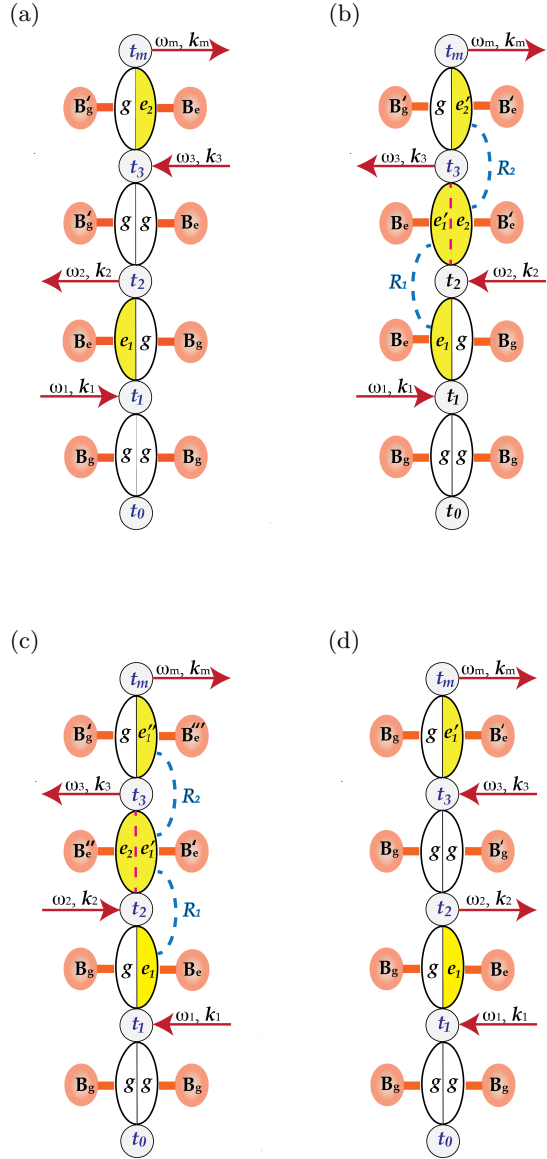 (a) (b)
tm ωm, km tm ωm, km
B'g g e2 Be B'g g e'2 B'e
t3 ω3, k3 ω3, k3 t3 R2
B'g g g Be Be e'1 e2 B'e
ω2, k2 t2 R1 t2 ω2, k2
Be e1 g Bg Be e1 g Bg
ω1, k1 t1 ω1, k1 t1
Bg g g Bg Bg g g Bg
t0 t0
(c) (d)
tm ωm, km tm ωm, km
B'g g e''1 B'''e Bg g e'1 B'e
ω3, k3 t3 R2 t3 ω3, k3
B''e e2 e'1 B'e Bg g g B'g
ω2, k2 t2 R1 t2 ω2, k2
Bg g e1 Be Bg g e1 Be
t1 ω1, k1 t1 ω1, k1
Bg g g Bg Bg g g Bg
t0 t0